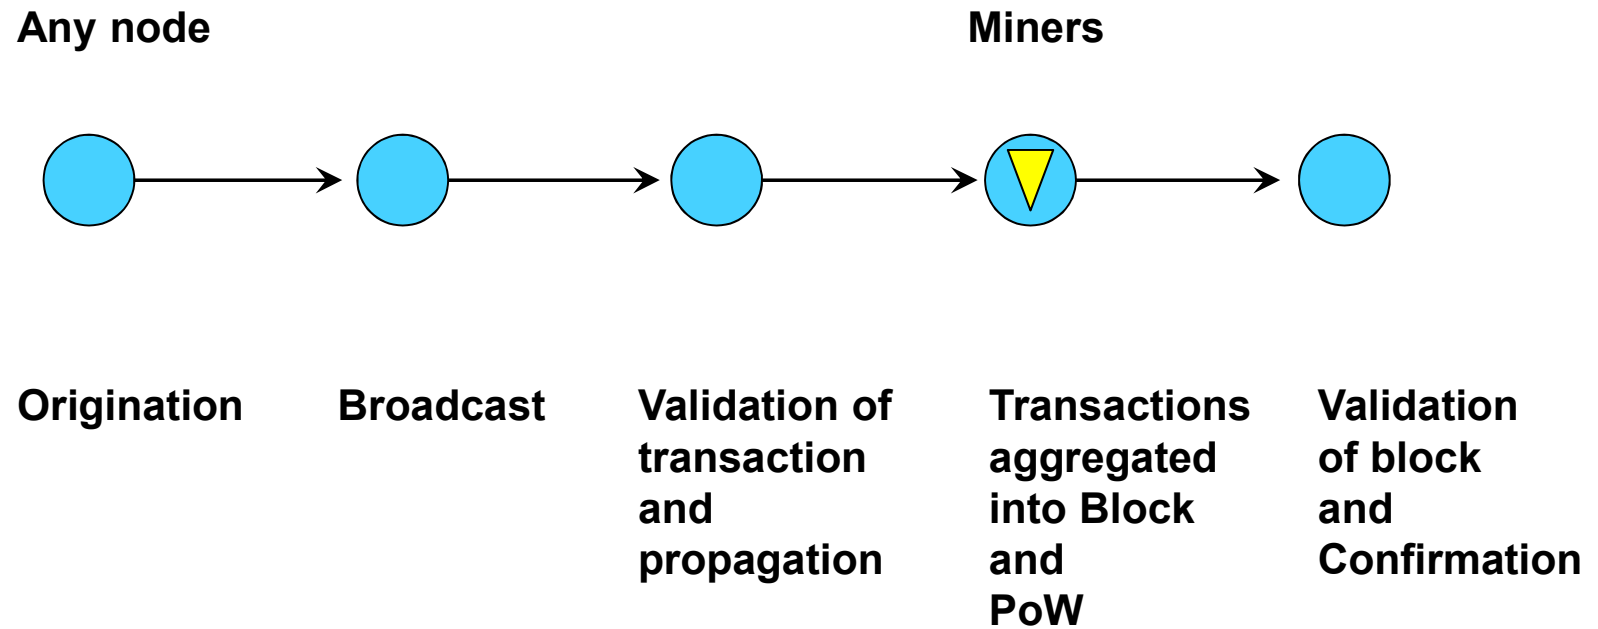 Any node
Miners
Origination
Broadcast
Validation of
transaction
and
propagation
Transactions
aggregated
into Block
and
PoW
Validation
of block
and
Confirmation